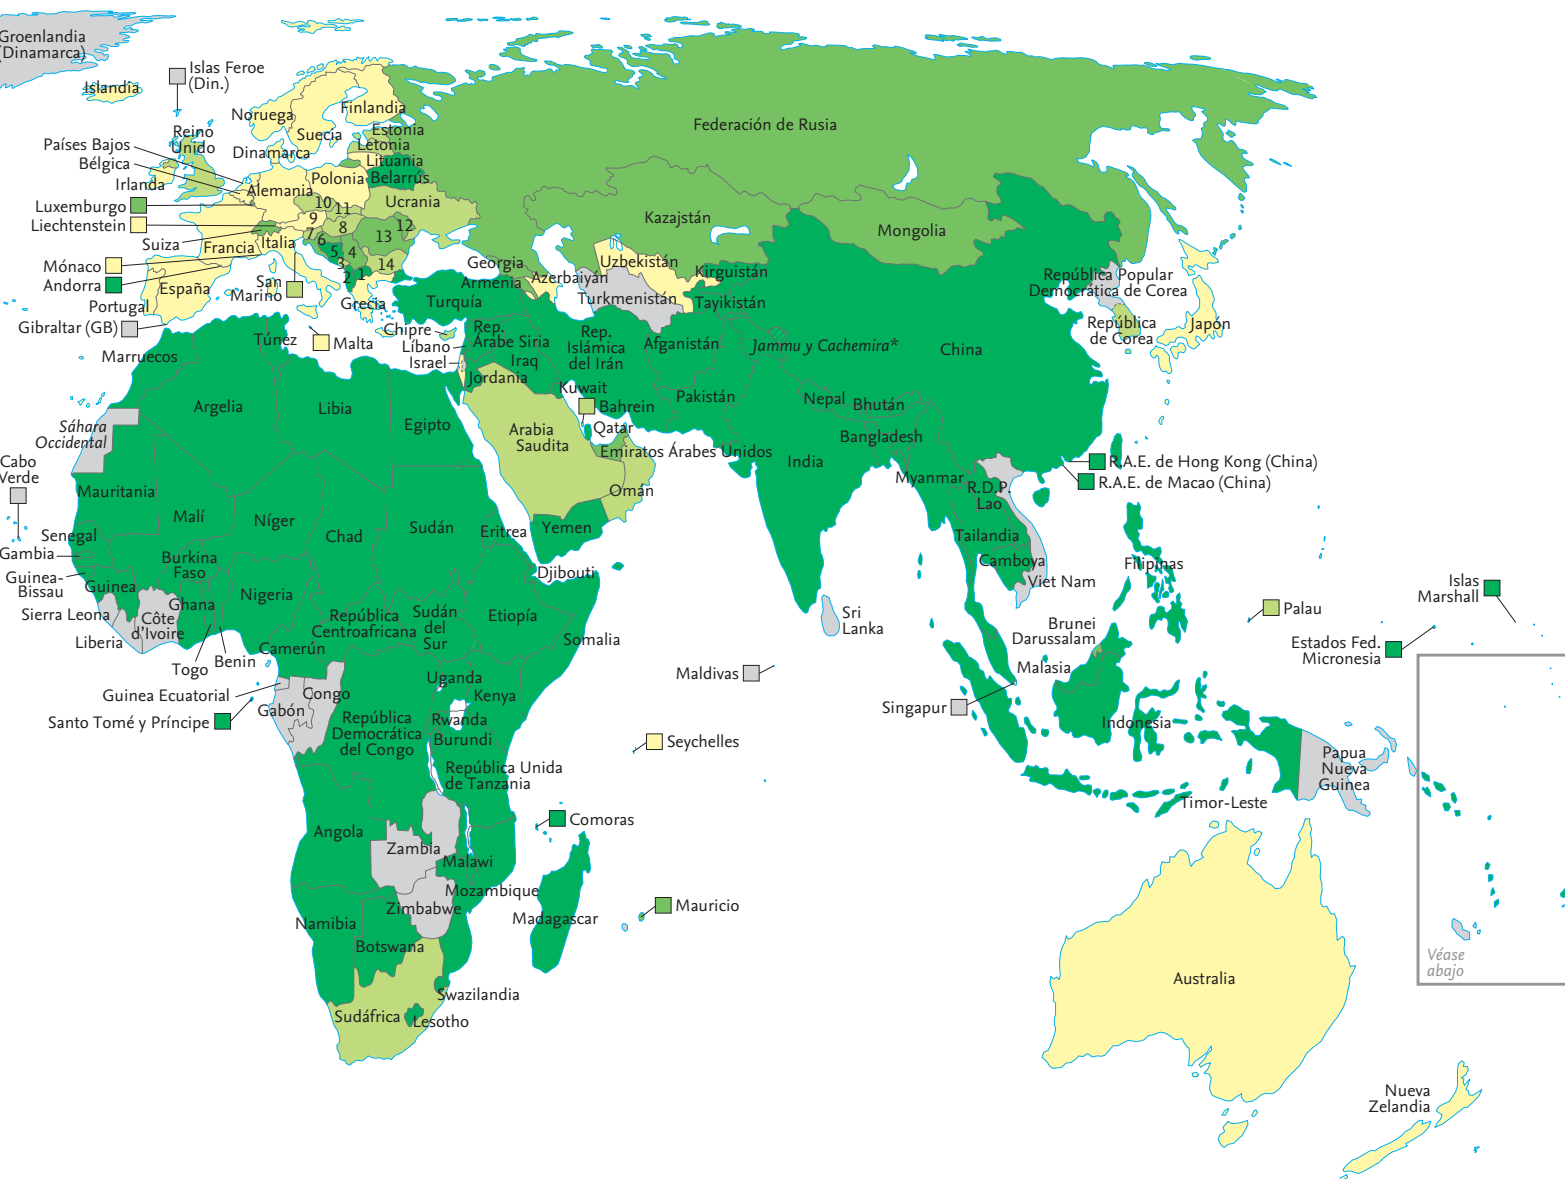 Groenlandia
(Dinamarca)
Islas Feroe
(Din.)
Islandia
Noruega
Finlandia
Suecia
Estonia
Letonia
Lituania
Belarrús
Reino
Unido
Dinamarca
Países Bajos
Bélgica
Irlanda
Alemania
Polonia
Ucrania
Luxemburgo
Liechtenstein
Suiza
Francia
Italia
10
11
9
8
7
6
5
4
3
2
1
12
13
14
Mónaco
Andorra
Portugal
España
Gibraltar (GB)
San
Marino
Grecia
Malta
Federación de Rusia
Kazajstán
Mongolia
Georgia
Armenia
Azerbaiyán
Uzbekistán
Turkmenistán
Kirguistán
Tayikistán
Turquía
Chipre
Líbano
Israel
Rep.
Árabe Siria
Iraq
Jordania
Rep.
Islámica
del Irán
Afganistán
Jammu y Cachemira*
China
República Popular
Democrática de Corea
República
de Corea
Japón
Marruecos
Túnez
Argelia
Libia
Egipto
Sáhara
Occidental
Cabo
Verde
Kuwait
Bahrein
Qatar
Emiratos Árabes Unidos
Arabia
Saudita
Omán
Yemen
Pakistán
Nepal
Bhután
Bangladesh
India
Myanmar
R.D.P.
Lao
Tailandia
Camboya
Viet Nam
R.A.E. de Hong Kong (China)
R.A.E. de Macao (China)
Filipinas
Mauritania
Malí
Níger
Chad
Sudán
Eritrea
Djibouti
Senegal
Gambia
Guinea-
Bissau
Guinea
Sierra Leona
Liberia
Côte
d’Ivoire
Burkina
Faso
Ghana
Togo
Benin
Nigeria
Camerún
República
Centroafricana
Sudán
del
Sur
Etiopía
Somalia
Guinea Ecuatorial
Santo Tomé y Príncipe
Gabón
Congo
República
Democrática
del Congo
Uganda
Kenya
Rwanda
Burundi
República Unida
de Tanzania
Sri
Lanka
Maldivas
Seychelles
Comoras
Mauricio
Singapur
Brunei
Darussalam
Malasia
Indonesia
Palau
Islas
Marshall
Estados Fed.
Micronesia
Papua
Nueva
Guinea
Timor-Leste
Angola
Zambia
Malawi
Mozambique
Zimbabwe
Madagascar
Namibia
Botswana
Swazilandia
Sudáfrica
Lesotho
Australia
Nueva
Zelandia
Véase
abajo